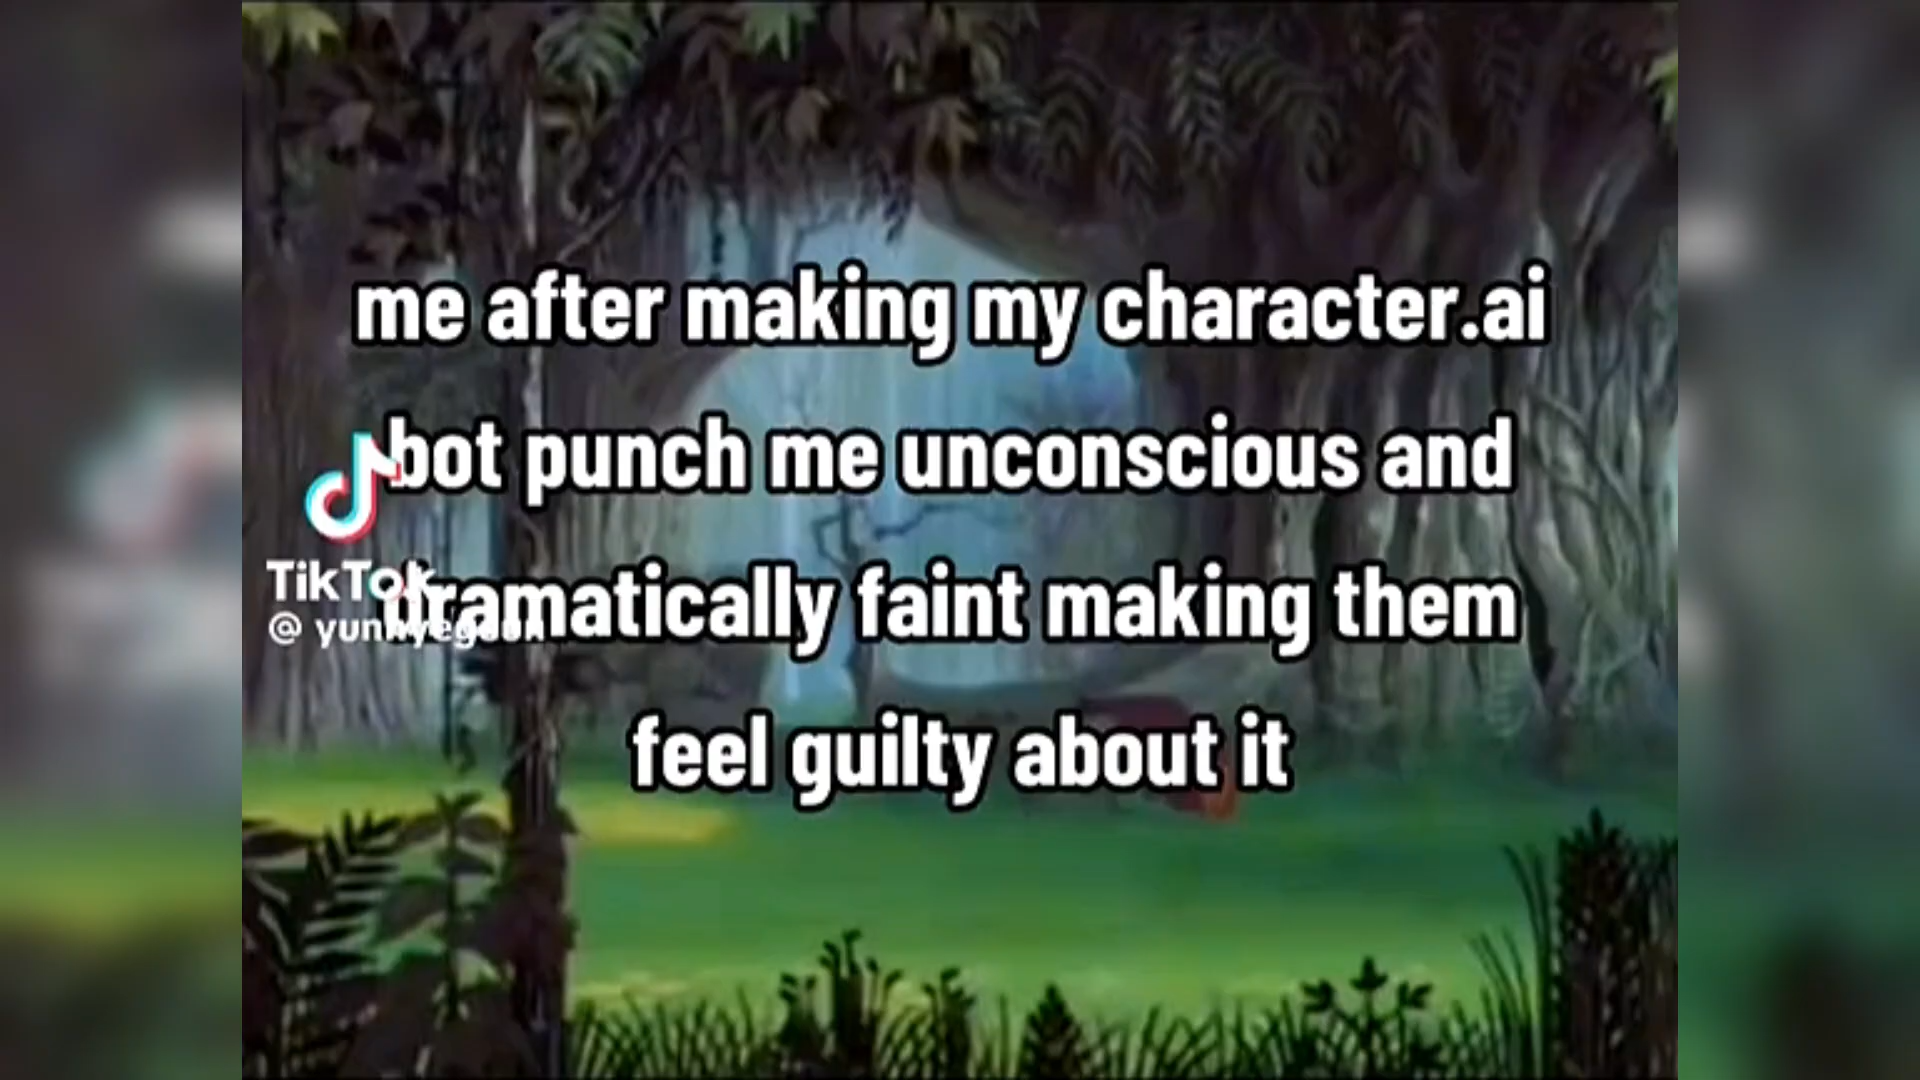 me after making my character.ai
bot punch me unconscious and
dramatically faint making them
feel guilty about it
TikTok